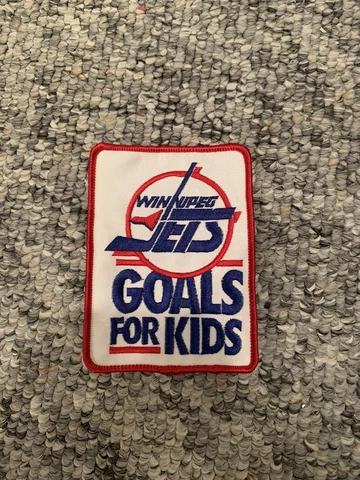 WINNIPEG
JETS
GOALS
FOR KIDS